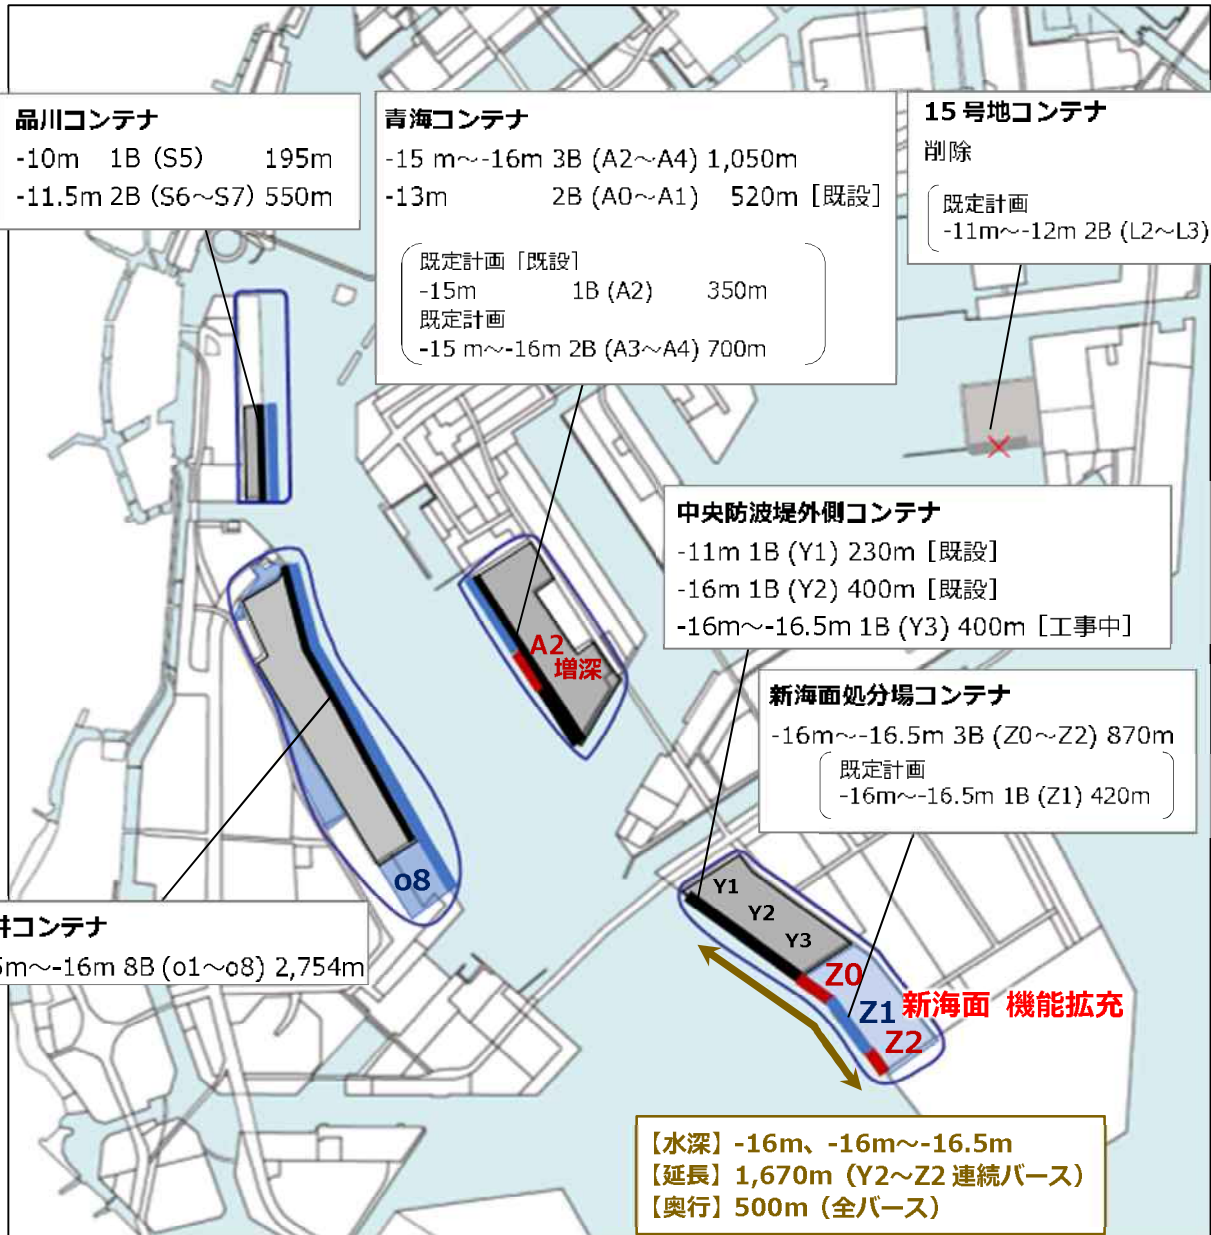 品川コンテナ
-10m 1B (S5) 195m
-11.5m 2B (S6～S7) 550m
青海コンテナ
-15 m～-16m 3B (A2～A4) 1,050m
-13m 2B (A0～A1) 520m [既設]
既定計画 [既設]
-15m 1B (A2) 350m
既定計画
-15 m～-16m 2B (A3～A4) 700m
15 号地コンテナ
削除
既定計画
-11m～-12m 2B (L2～L3)
中央防波堤外側コンテナ
-11m 1B (Y1) 230m [既設]
-16m 1B (Y2) 400m [既設]
-16m～-16.5m 1B (Y3) 400m [工事中]
A2
増深
新海面処分場コンテナ
-16m～-16.5m 3B (Z0～Z2) 870m
既定計画
-16m～-16.5m 1B (Z1) 420m
o8
井コンテナ
5m～-16m 8B (o1～o8) 2,754m
Y1
Y2
Y3
Z0
Z1
新海面 機能拡充
Z2
【水深】-16m、-16m～-16.5m
【延長】1,670m（Y2～Z2 連続バース）
【奥行】500m（全バース）